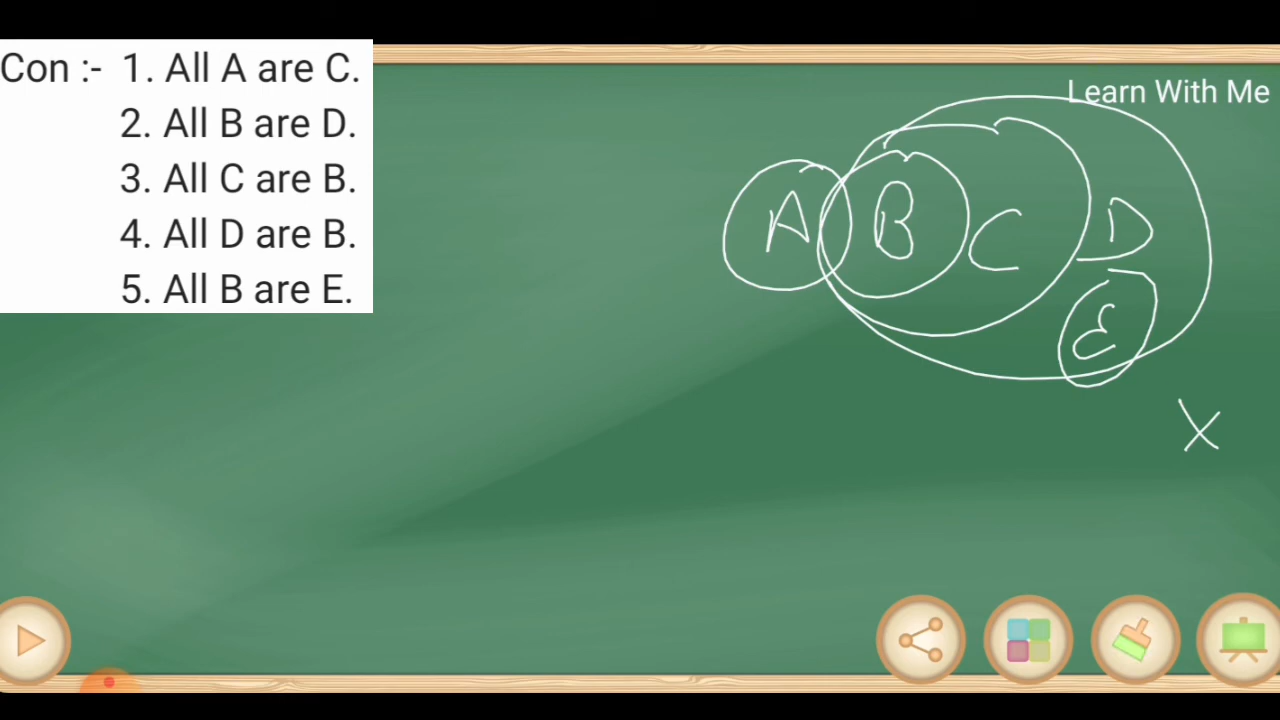 Con :- 1. All A are C.
2. All B are D.
3. All C are B.
4. All D are B.
5. All B are E.
Learn With Me
A B C D
E
X